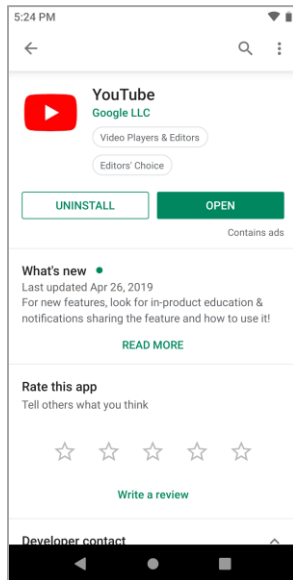 5:24 PM
YouTube
Google LLC
Video Players & Editors
Editors' Choice
UNINSTALL
OPEN
Contains ads
What's new
Last updated Apr 26, 2019
For new features, look for in-product education &
notifications sharing the feature and how to use it!
READ MORE
Rate this app
Tell others what you think
Write a review
Developer contact